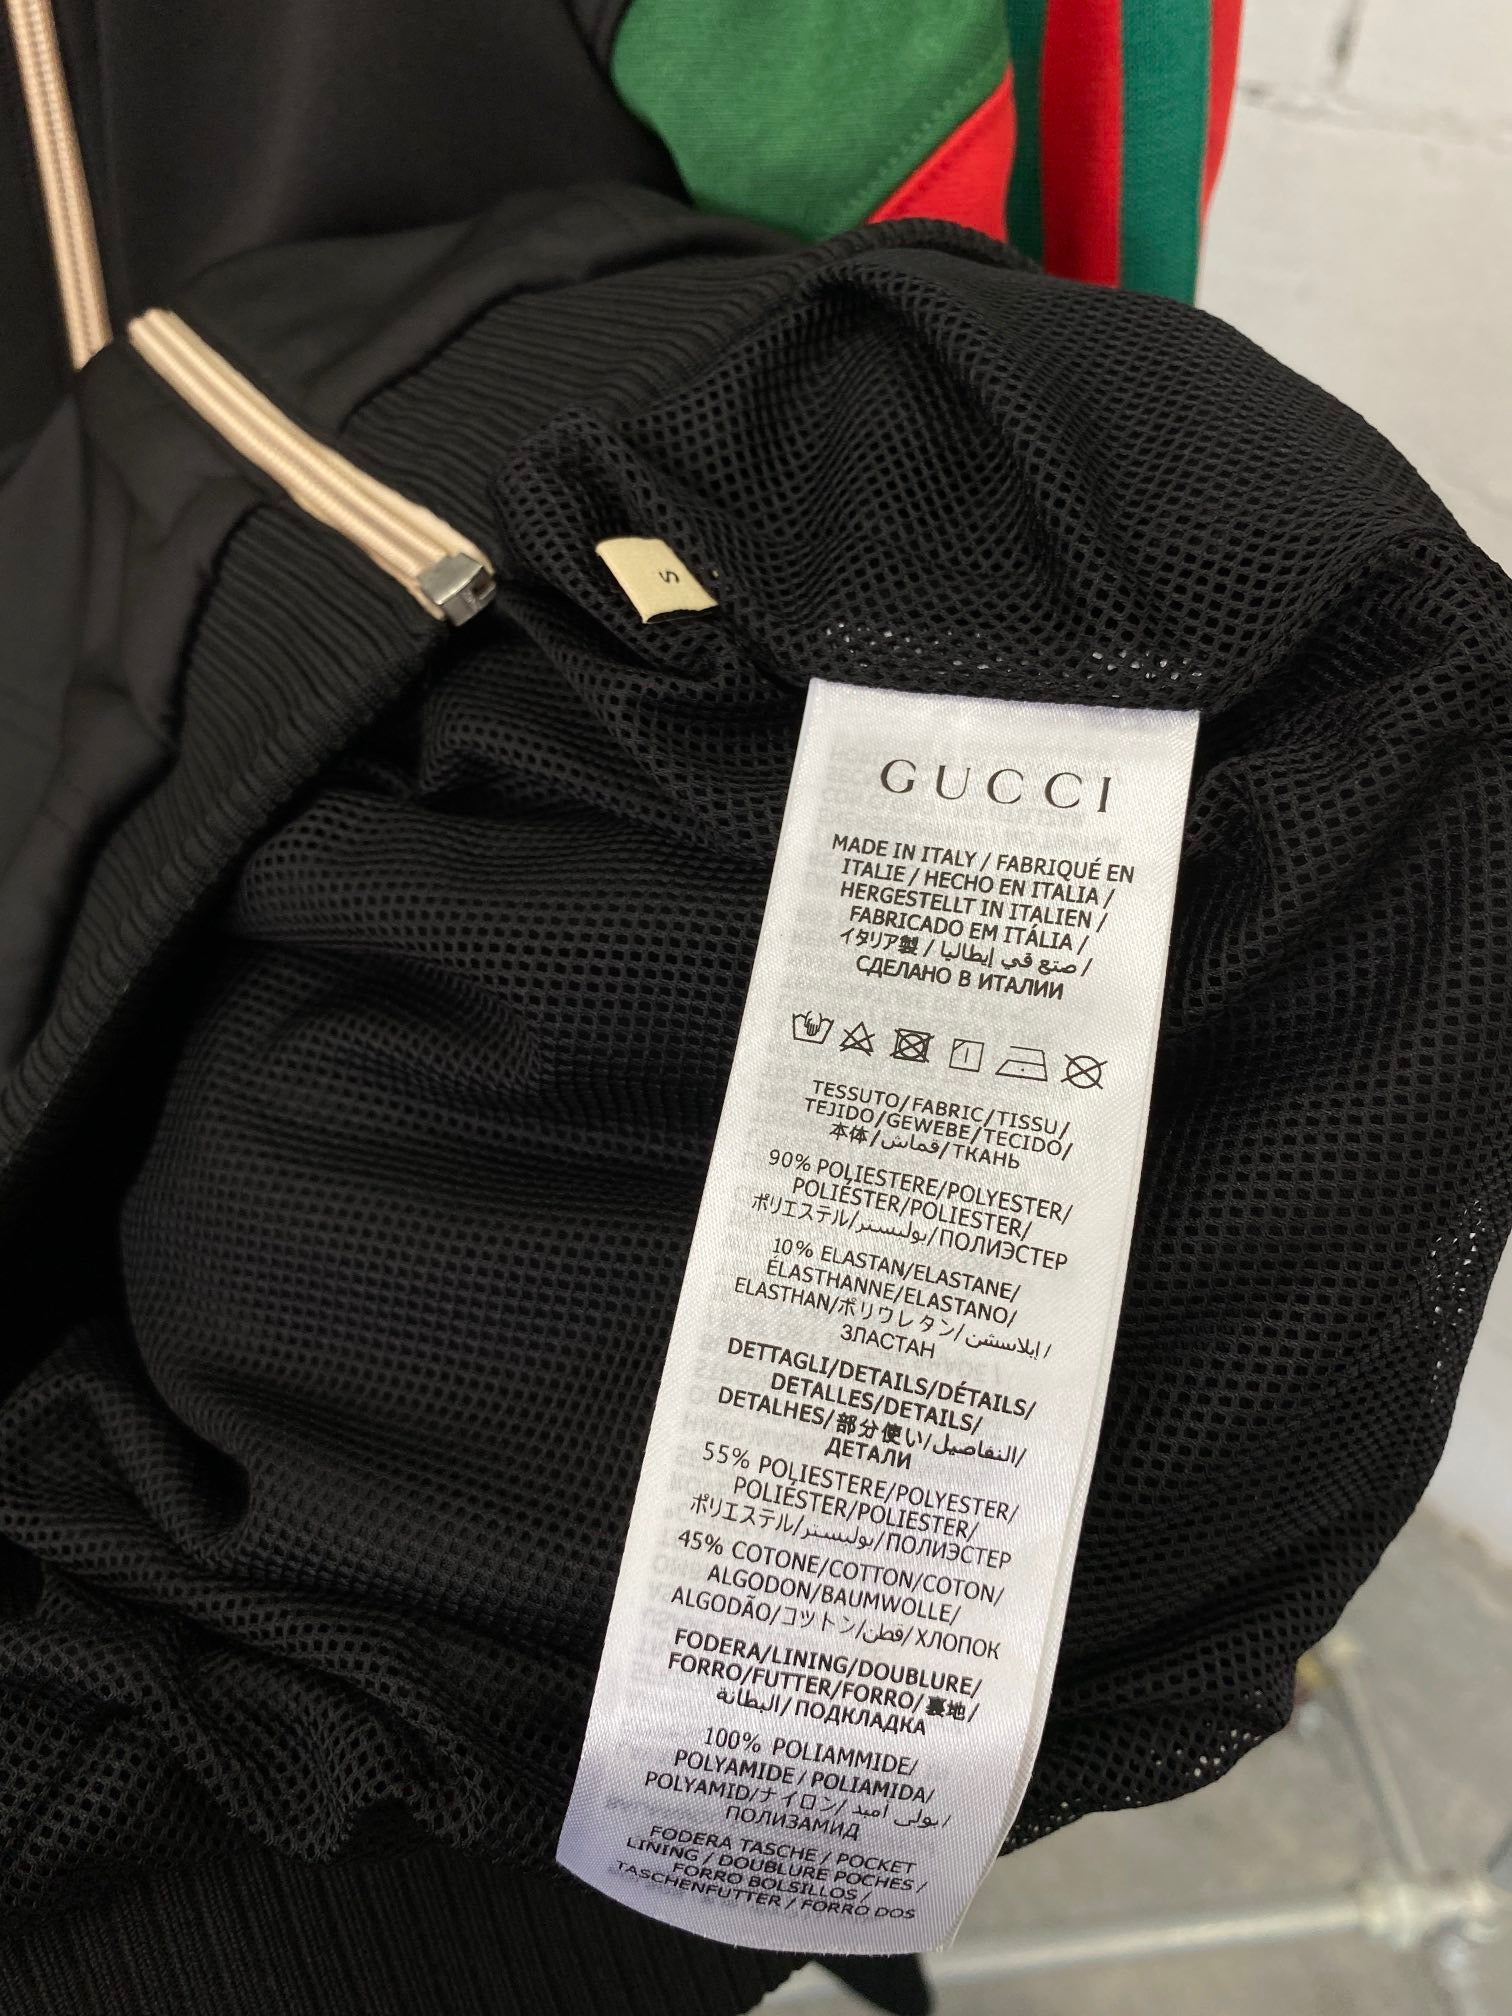 S
GUCCI
MADE IN ITALY / FABRIQUÉ EN
ITALIE / HECHO EN ITALIA /
HERGESTELLT IN ITALIEN /
FABRICADO EM ITÁLIA /
イタリア製 / صنع في إيطاليا /
СДЕЛАНО В ИТАЛИИ
TESSUTO/FABRIC/TISSU/
TEJIDO/GEWEBE/TECIDO/
本体/قماش/ТКАНЬ
90% POLIESTERE/POLYESTER/
POLIÉSTER/POLIESTER/
ポリエステル/بوليستر/ПОЛИЭСТЕР
10% ELASTAN/ELASTANE/
ÉLASTHANNE/ELASTANO/
ELASTHAN/ポリウレタン/إيلاستين/
ЭЛАСТАН
DETTAGLI/DETAILS/DÉTAILS/
DETALLES/DETAILS/
DETALHES/部分使い/التفاصيل/
ДЕТАЛИ
55% POLIESTERE/POLYESTER/
POLIÉSTER/POLIESTER/
ポリエステル/بوليستر/ПОЛИЭСТЕР
45% COTONE/COTTON/COTON/
ALGODON/BAUMWOLLE/
ALGODÃO/コットン/قطن/ХЛОПОК
FODERA/LINING/DOUBLURE/
FORRO/FUTTER/FORRO/裏地/
البطانة/ПОДКЛАДКА
100% POLIAMMIDE/
POLYAMIDE/POLIAMIDA/
POLYAMID/ナイロン/بولي أميد/
ПОЛИЭАМИД
FODERA TASCHE / POCKET
LINING / DOUBLURE POCHES /
FORRO BOLSILLOS /
TASCHENFUTTER / FORRO DOS